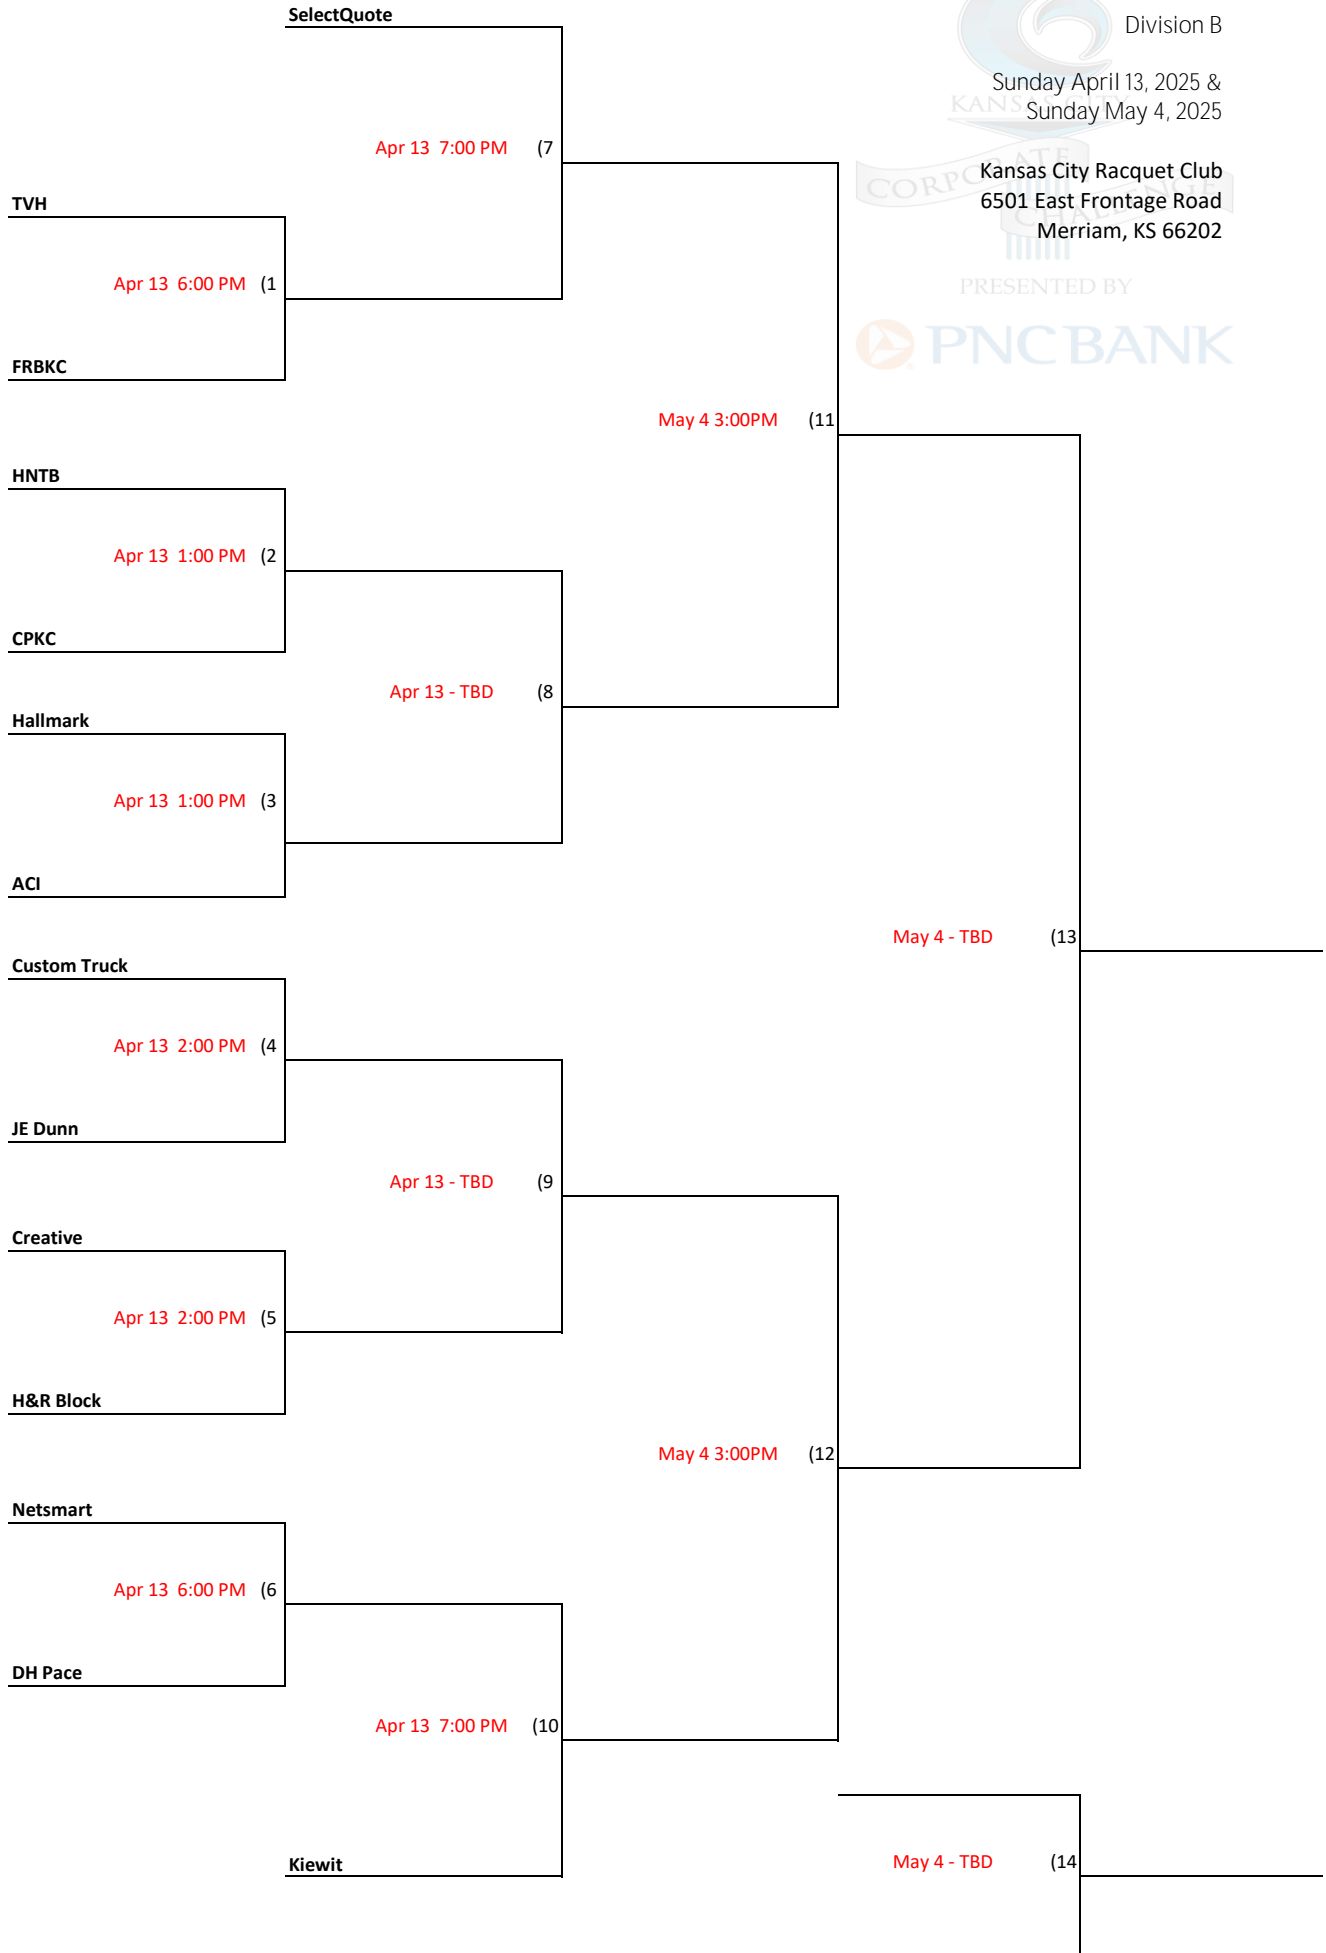 SelectQuote
Division B
Sunday April 13, 2025 &
Sunday May 4, 2025
KANSAS CITY
Apr 13  7:00 PM (7
CORPORATE
CHALLENGE
Kansas City Racquet Club
6501 East Frontage Road
Merriam, KS 66202
TVH
Apr 13  6:00 PM (1
PRESENTED BY
PNC BANK
FRBKC
May 4 3:00PM (11
HNTB
Apr 13  1:00 PM (2
CPKC
Apr 13 - TBD (8
Hallmark
Apr 13  1:00 PM (3
ACI
May 4 - TBD (13
Custom Truck
Apr 13  2:00 PM (4
JE Dunn
Apr 13 - TBD (9
Creative
Apr 13  2:00 PM (5
H&R Block
May 4 3:00PM (12
Netsmart
Apr 13  6:00 PM (6
DH Pace
Apr 13  7:00 PM (10
Kiewit
May 4 - TBD (14